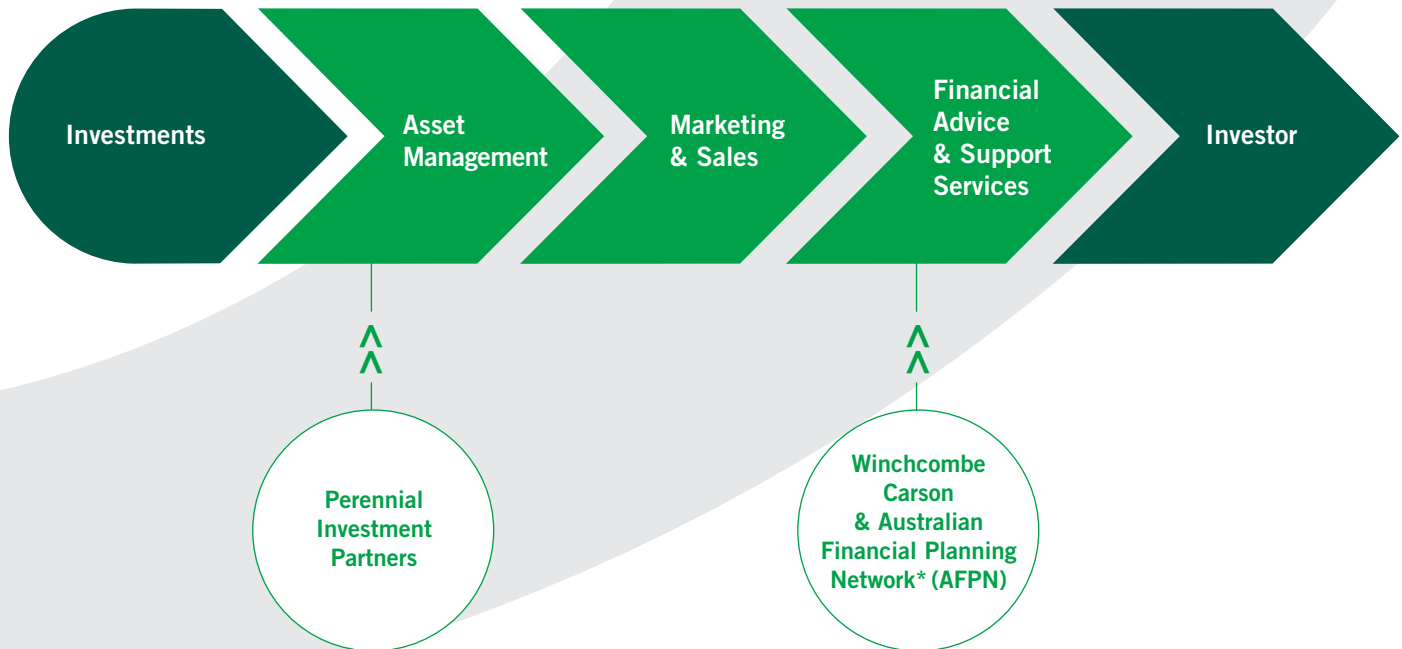 Investments
Asset
Management
Marketing
& Sales
Financial
Advice
& Support
Services
Investor
Perennial
Investment
Partners
Winchcombe
Carson
& Australian
Financial Planning
Network* (AFPN)